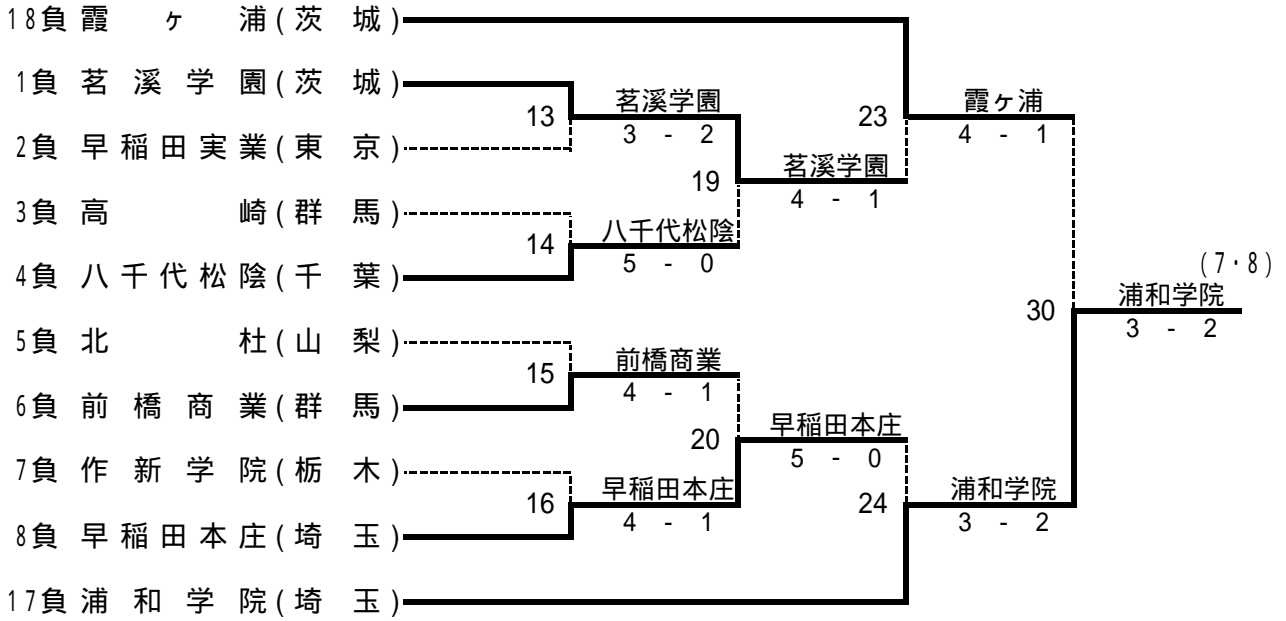 18負 霞ヶ浦(茨城)
1負 茗溪学園(茨城)
茗溪学園
霞ヶ浦
13
3 - 2
23
4 - 1
2負 早稲田実業(東京)
茗溪学園
19
4 - 1
3負 高崎(群馬)
八千代松陰
14
5 - 0
4負 八千代松陰(千葉)
(7・8)
浦和学院
30
3 - 2
5負 北杜(山梨)
前橋商業
15
4 - 1
6負 前橋商業(群馬)
早稲田本庄
20
5 - 0
7負 作新学院(栃木)
早稲田本庄
浦和学院
16
4 - 1
24
3 - 2
8負 早稲田本庄(埼玉)
17負 浦和学院(埼玉)